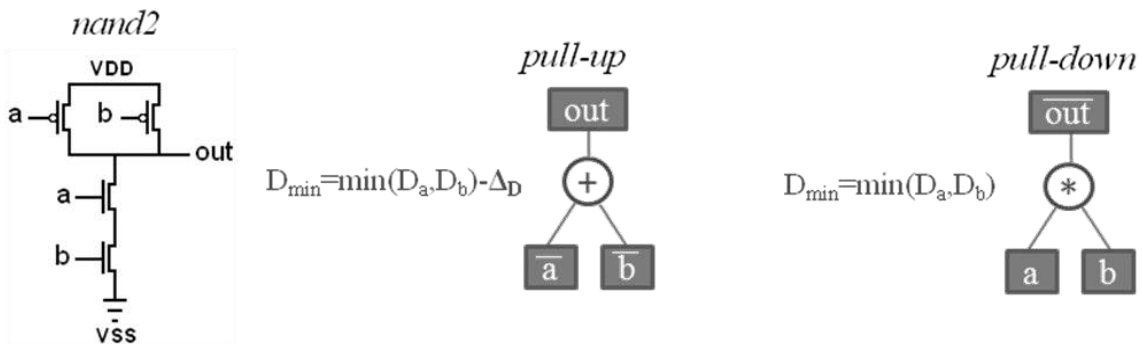 nand2
VDD
a
b
out
a
b
VSS
pull-up
out
D_min=min(D_a,D_b)-Δ_D
+
a̅
b̅
pull-down
o̅u̅t̅
D_min=min(D_a,D_b)
*
a
b